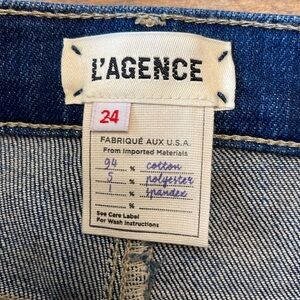 L'AGENCE
24
FABRIQUÉ AUX U.S.A.
From Imported Materials
94 % cotton
5 % polyester
1 % spandex
%
See Care Label
For Wash Instructions